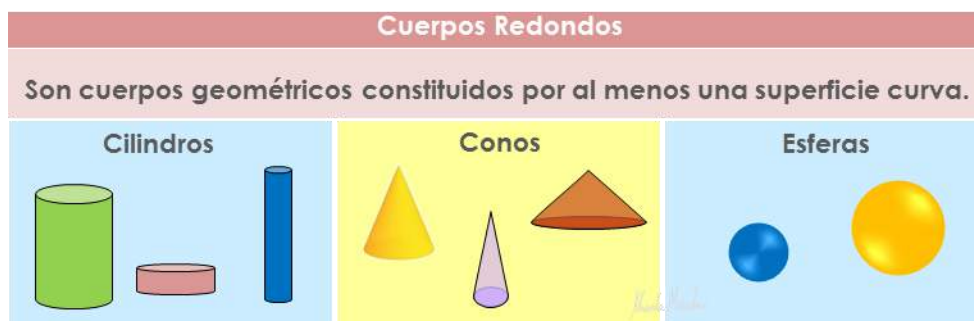 Cuerpos Redondos
Son cuerpos geométricos constituidos por al menos una superficie curva.
Cilindros
Conos
Esferas